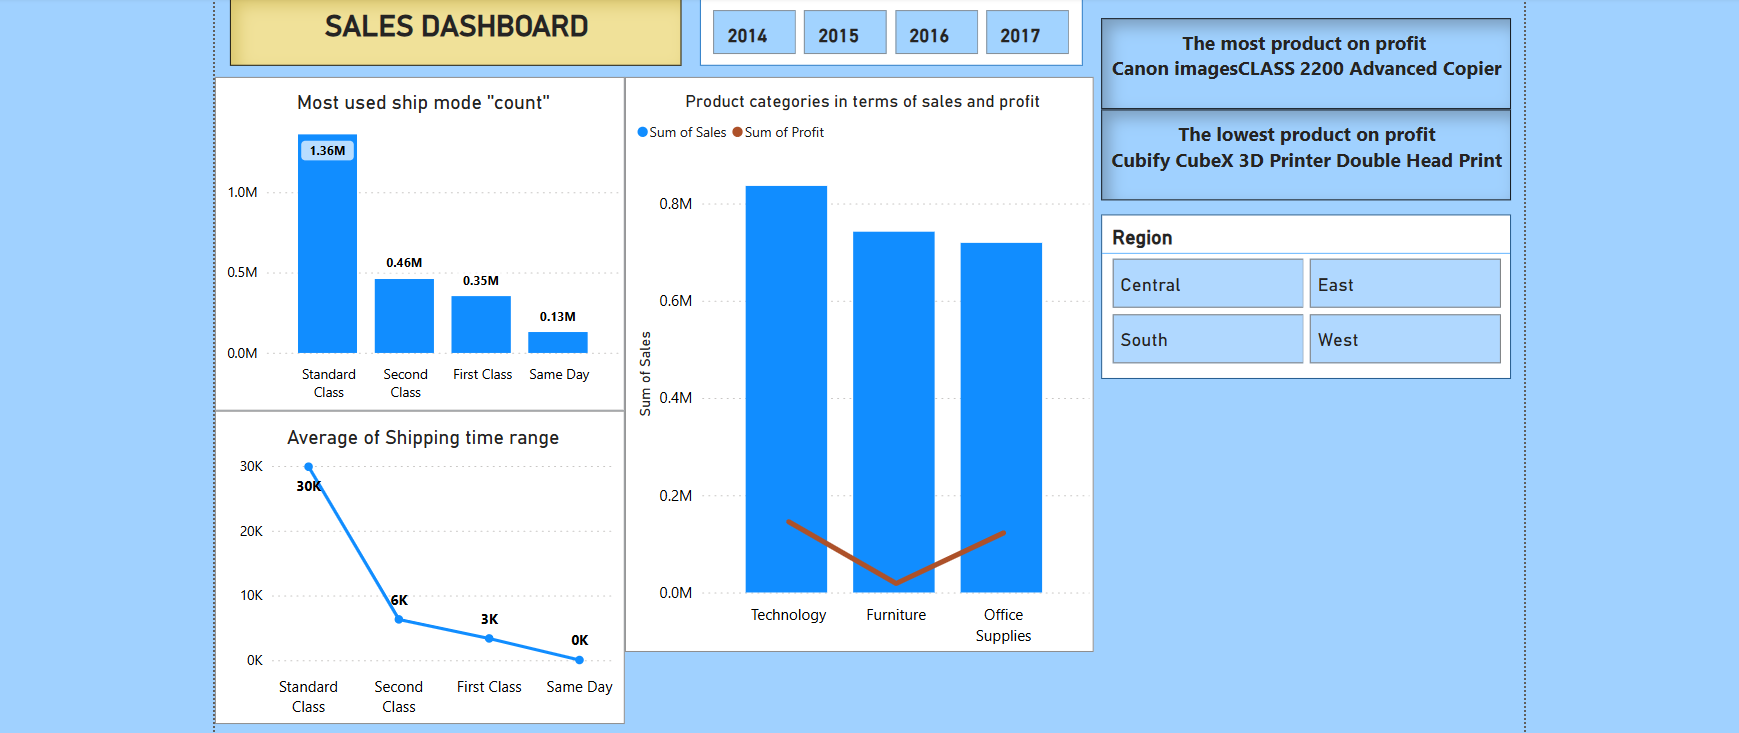 SALES DASHBOARD
2014
2015
2016
2017
The most product on profit
Canon imagesCLASS 2200 Advanced Copier
The lowest product on profit
Cubify CubeX 3D Printer Double Head Print
Region
Central
East
South
West
Most used ship mode "count"
1.36M
1.0M
0.46M
0.35M
0.5M
0.13M
0.0M
Standard
Class
Second
Class
First Class
Same Day
Average of Shipping time range
30K
30K
20K
10K
6K
3K
0K
0K
Standard
Class
Second
Class
First Class
Same Day
Product categories in terms of sales and profit
Sum of Sales
Sum of Profit
0.8M
0.6M
0.4M
0.2M
0.0M
Sum of Sales
Technology
Furniture
Office
Supplies